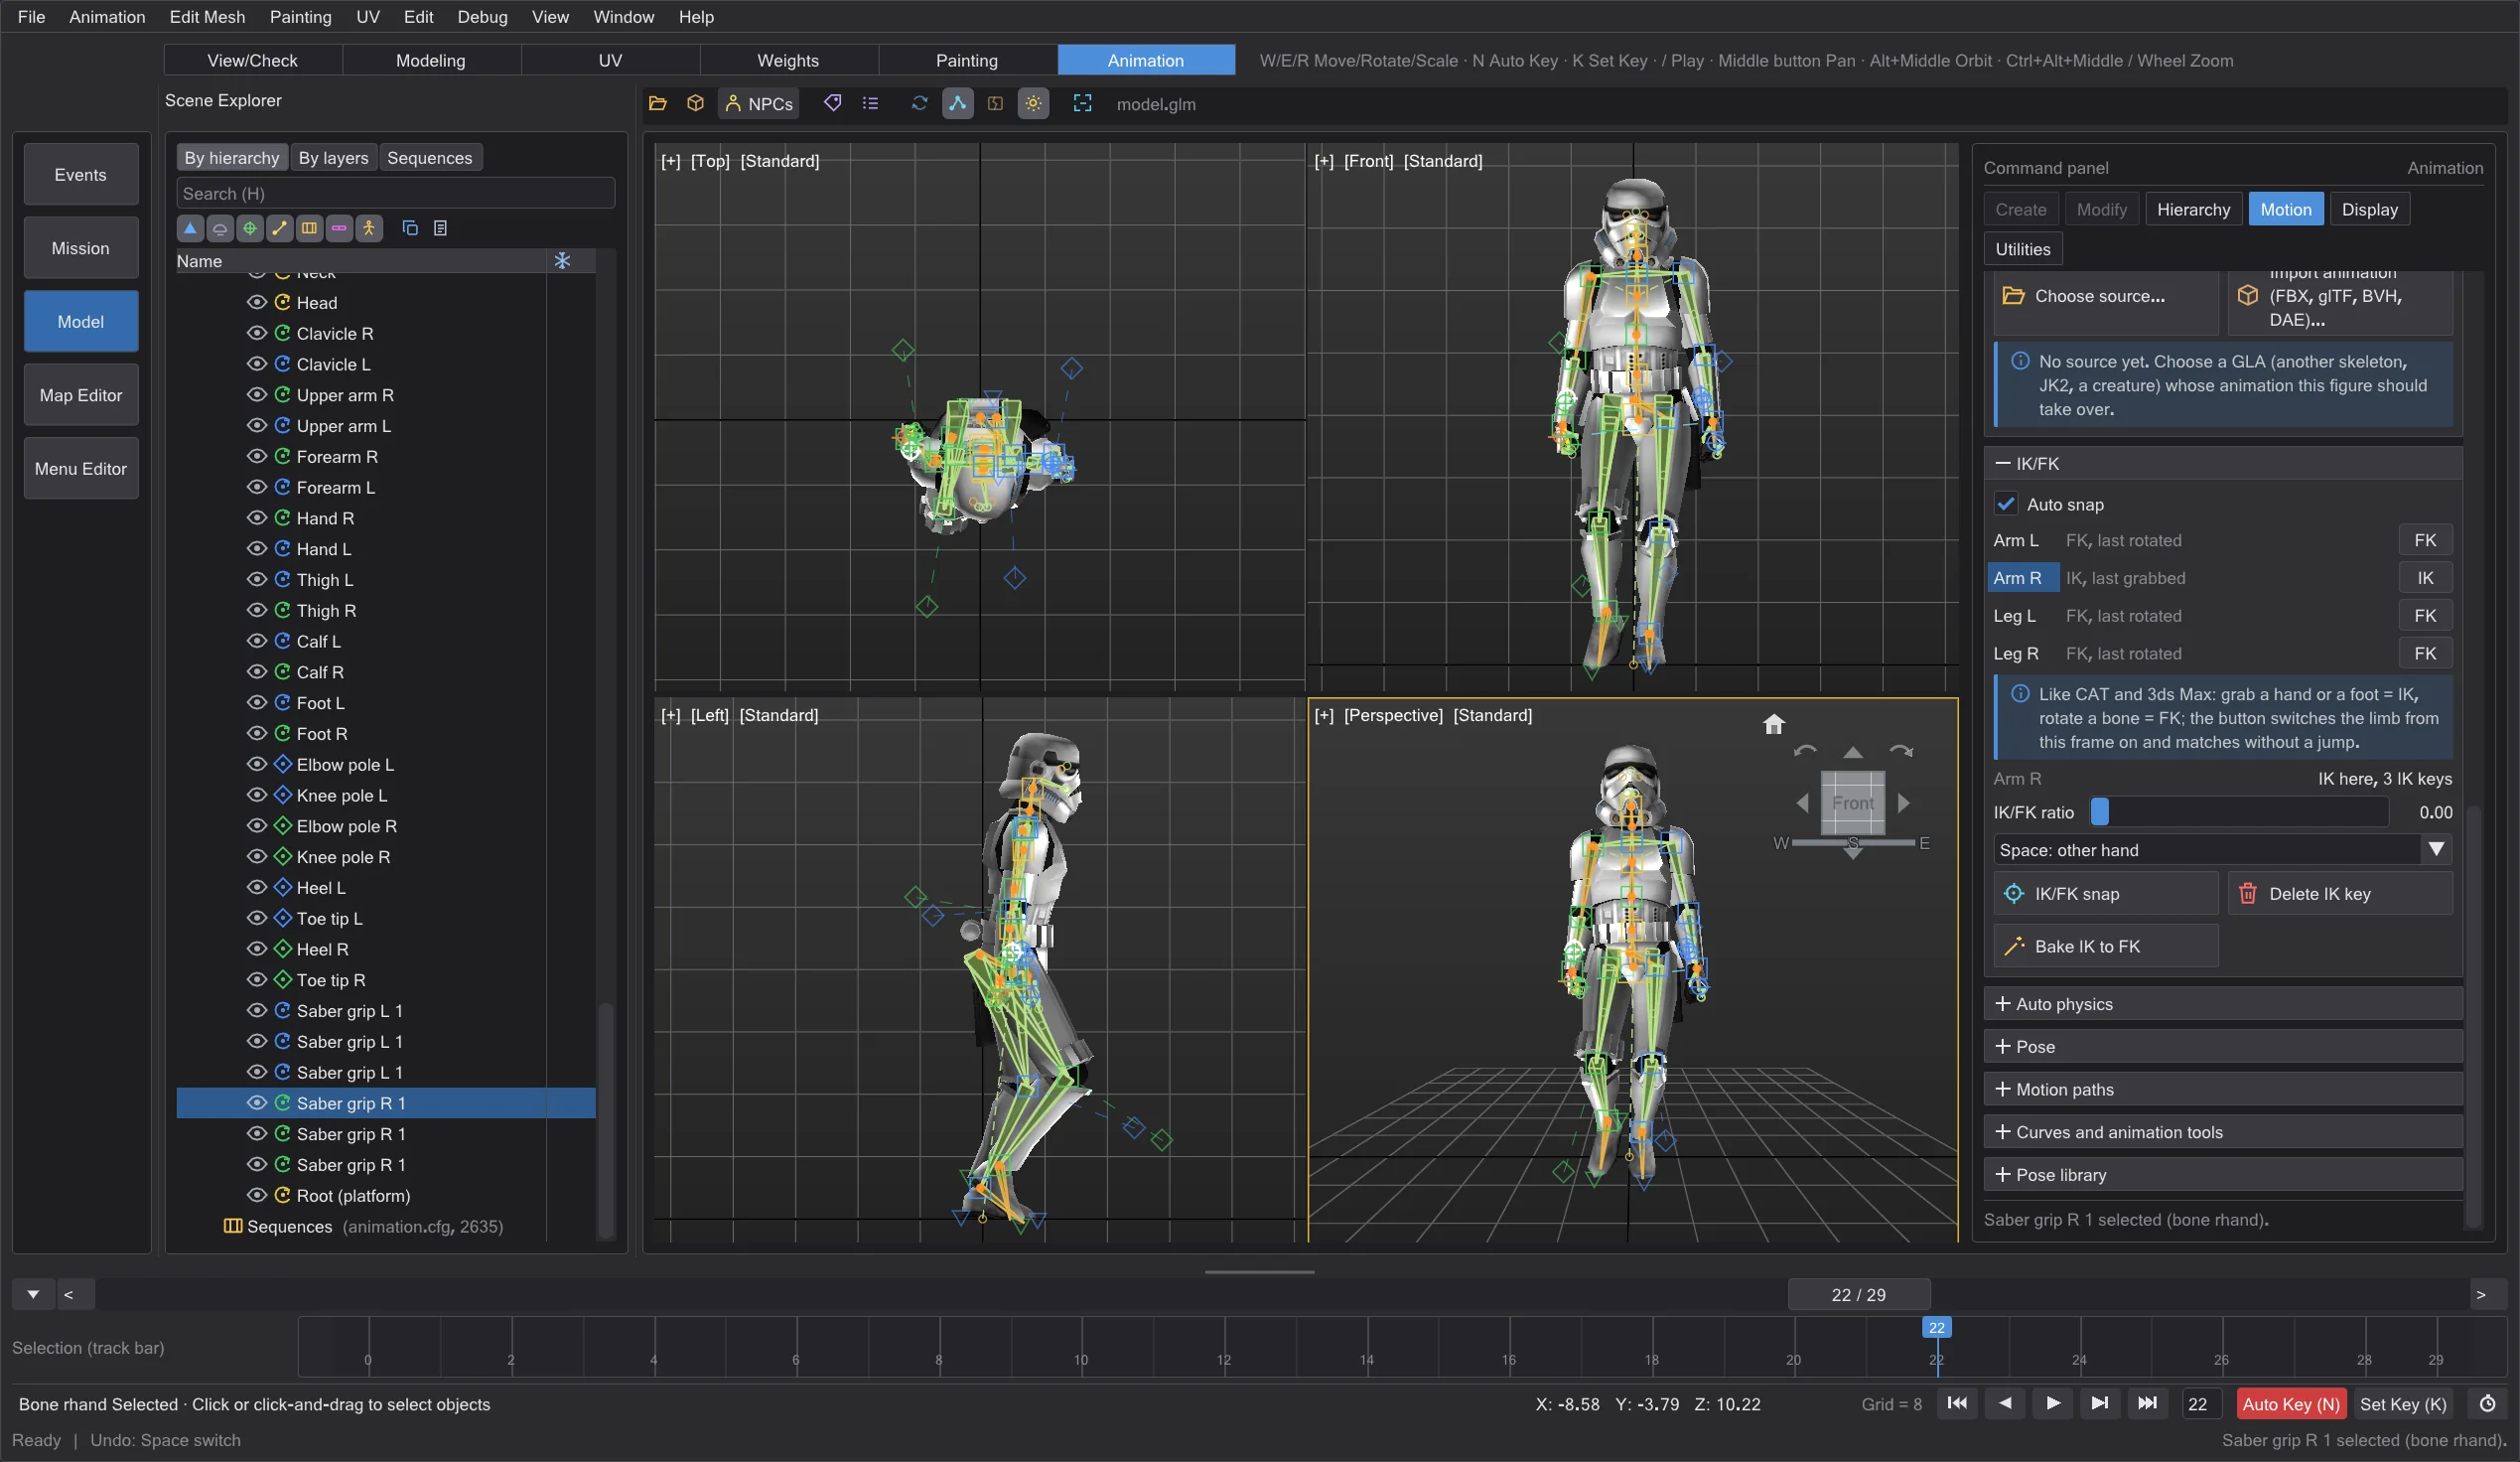 File Animation Edit Mesh Painting UV Edit Debug View Window Help
View/Check Modeling UV Weights Painting Animation W/E/R Move/Rotate/Scale · N Auto Key · K Set Key · / Play · Middle button Pan · Alt+Middle Orbit · Ctrl+Alt+Middle / Wheel Zoom
Scene Explorer
NPCs model.glm
Events
Mission
Model
Map Editor
Menu Editor
By hierarchy By layers Sequences
Search (H)
Name
Neck
Head
Clavicle R
Clavicle L
Upper arm R
Upper arm L
Forearm R
Forearm L
Hand R
Hand L
Thigh L
Thigh R
Calf L
Calf R
Foot L
Foot R
Elbow pole L
Knee pole L
Elbow pole R
Knee pole R
Heel L
Toe tip L
Heel R
Toe tip R
Saber grip L 1
Saber grip L 1
Saber grip L 1
Saber grip R 1
Saber grip R 1
Saber grip R 1
Root (platform)
Sequences (animation.cfg, 2635)
[+] [Top] [Standard]
[+] [Front] [Standard]
[+] [Left] [Standard]
[+] [Perspective] [Standard]
Front
W S E
Command panel Animation
Create Modify Hierarchy Motion Display
Utilities
Choose source...
Import animation
(FBX, glTF, BVH,
DAE)...
No source yet. Choose a GLA (another skeleton,
JK2, a creature) whose animation this figure should
take over.
IK/FK
Auto snap
Arm L FK, last rotated FK
Arm R IK, last grabbed IK
Leg L FK, last rotated FK
Leg R FK, last rotated FK
Like CAT and 3ds Max: grab a hand or a foot = IK,
rotate a bone = FK; the button switches the limb from
this frame on and matches without a jump.
Arm R IK here, 3 IK keys
IK/FK ratio 0.00
Space: other hand
IK/FK snap Delete IK key
Bake IK to FK
+ Auto physics
+ Pose
+ Motion paths
+ Curves and animation tools
+ Pose library
Saber grip R 1 selected (bone rhand).
< 22 / 29 >
Selection (track bar)
22
0 2 4 6 8 10 12 14 16 18 20 22 24 26 28 29
Bone rhand Selected · Click or click-and-drag to select objects X: -8.58 Y: -3.79 Z: 10.22 Grid = 8 22 Auto Key (N) Set Key (K)
Ready | Undo: Space switch Saber grip R 1 selected (bone rhand).